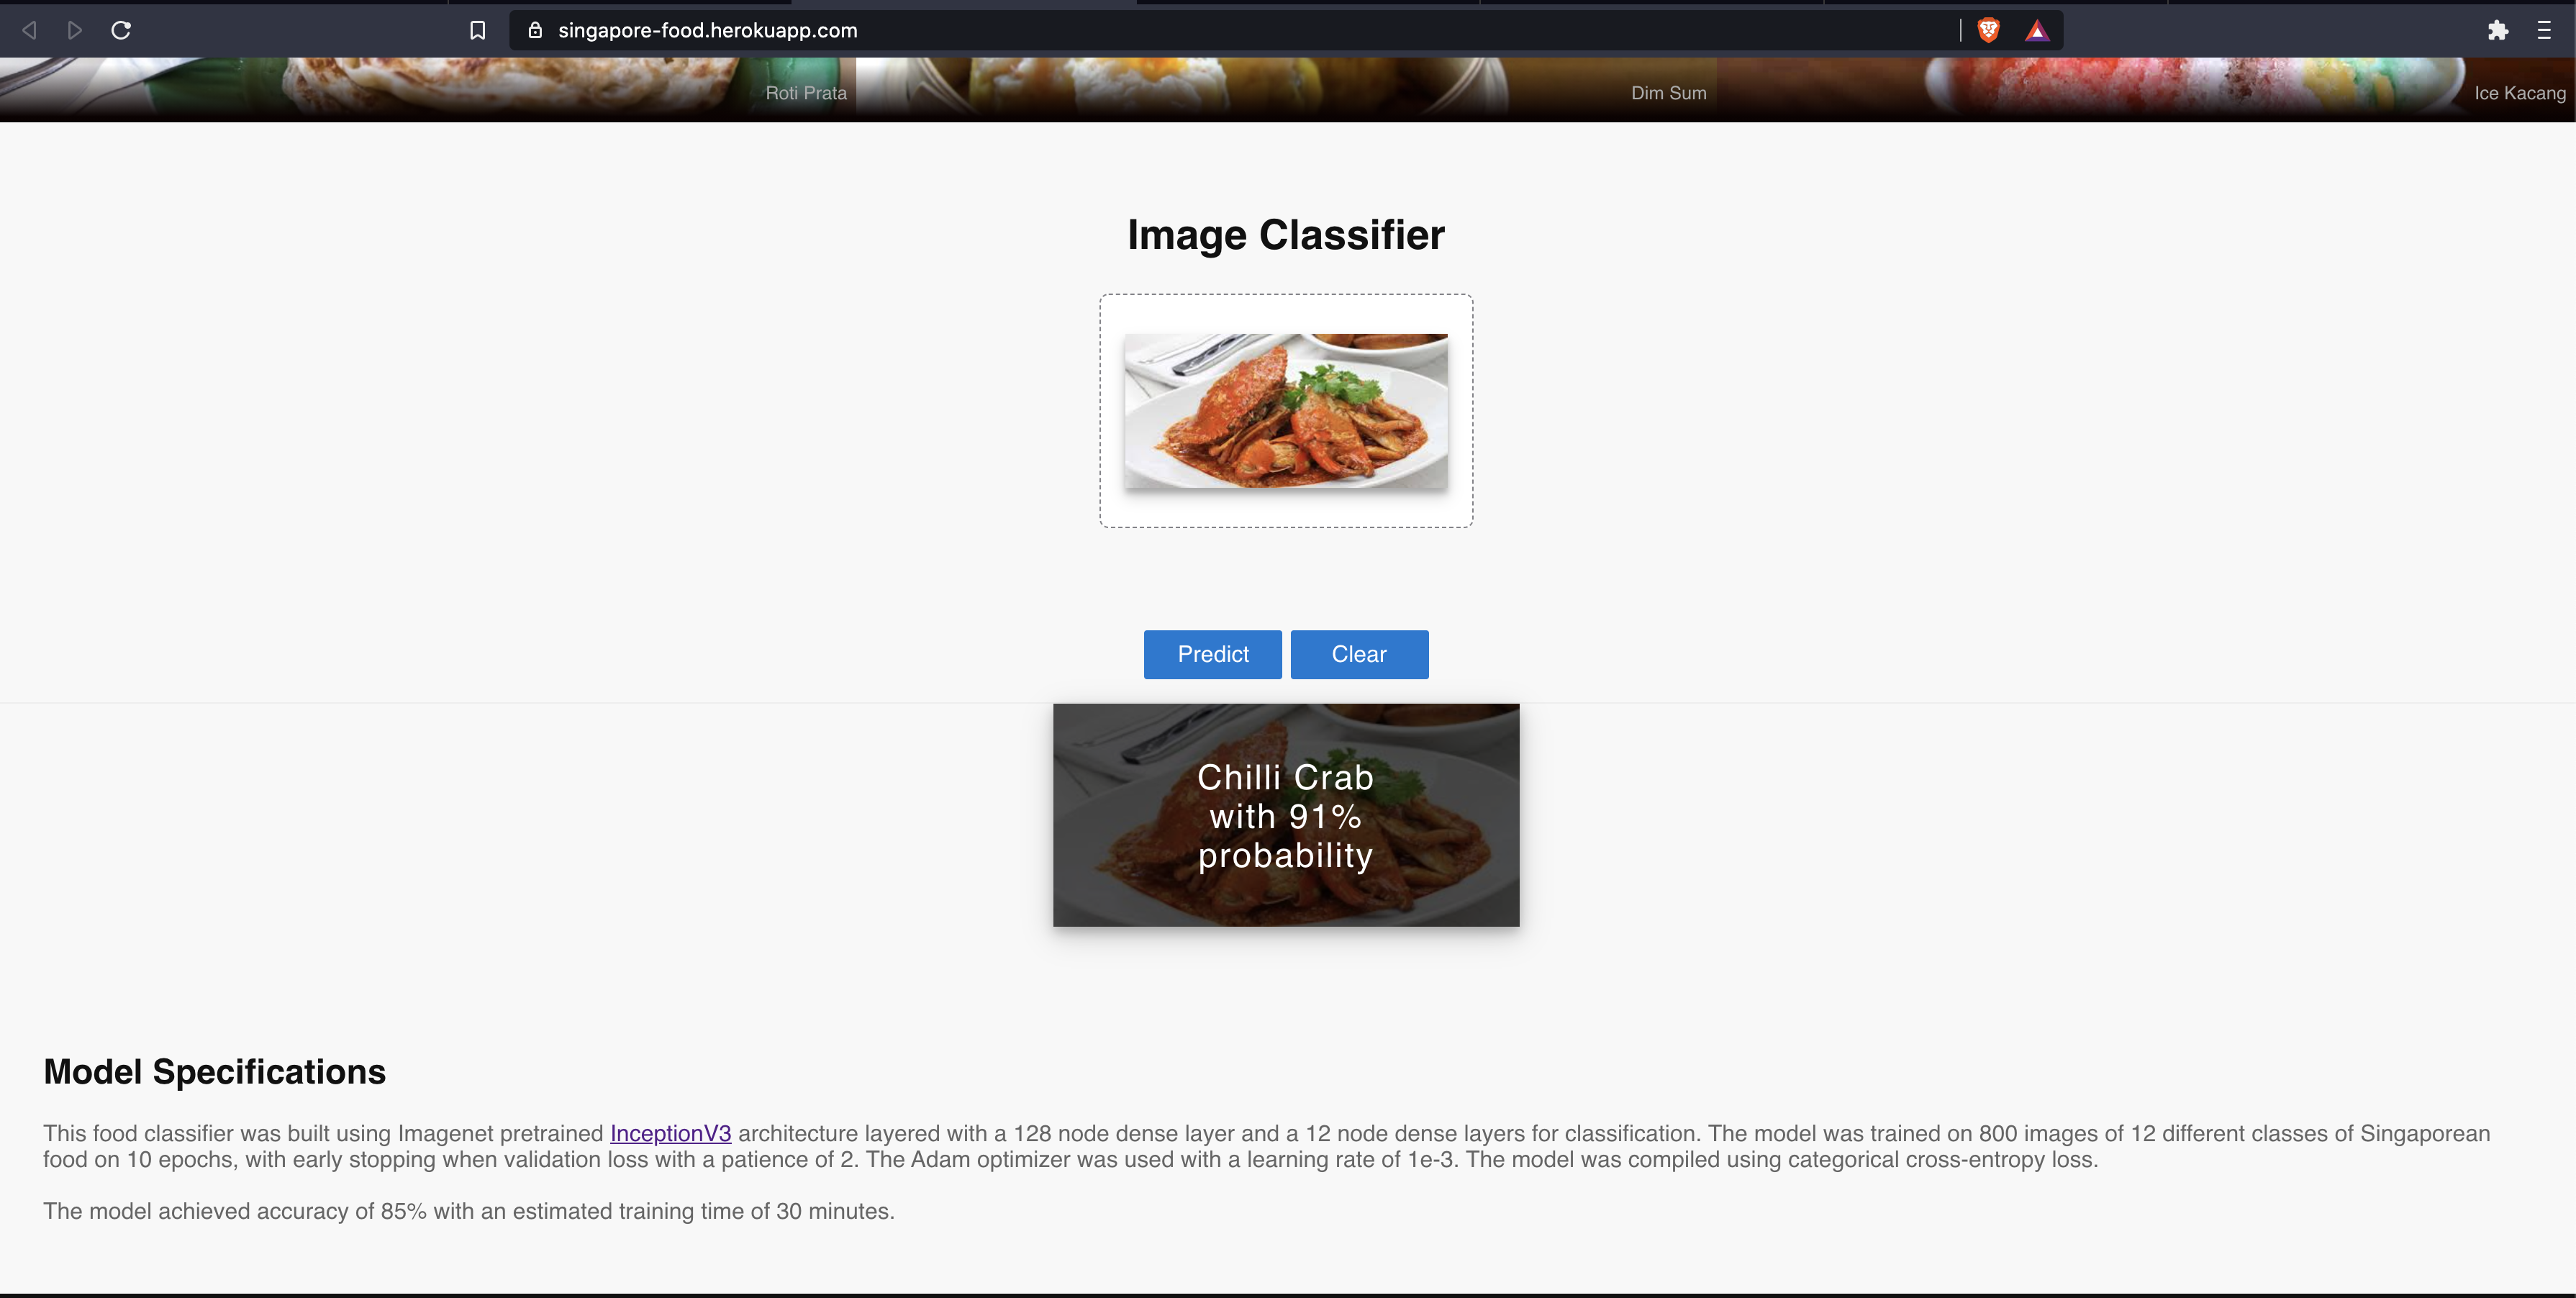 singapore-food.herokuapp.com
Roti Prata
Dim Sum
Ice Kacang
Image Classifier
Predict
Clear
Chilli Crab
with 91%
probability
Model Specifications
This food classifier was built using Imagenet pretrained InceptionV3 architecture layered with a 128 node dense layer and a 12 node dense layers for classification. The model was trained on 800 images of 12 different classes of Singaporean
food on 10 epochs, with early stopping when validation loss with a patience of 2. The Adam optimizer was used with a learning rate of 1e-3. The model was compiled using categorical cross-entropy loss.
The model achieved accuracy of 85% with an estimated training time of 30 minutes.